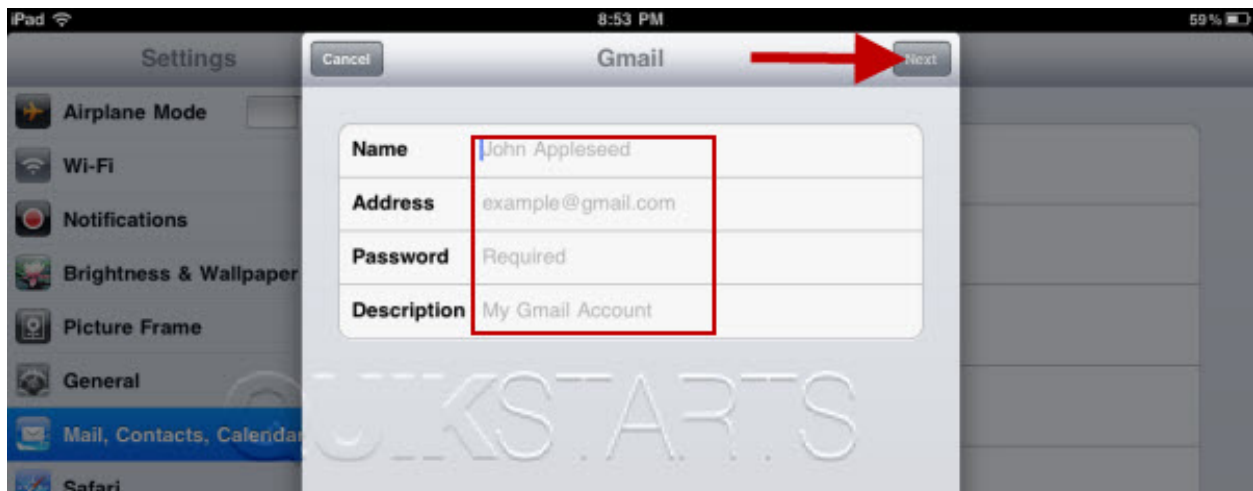 iPad 8:53 PM 59%
Settings
Cancel Gmail Next
Airplane Mode
Wi-Fi
Notifications
Brightness & Wallpaper
Picture Frame
General
Mail, Contacts, Calendar
Safari
Name John Appleseed
Address example@gmail.com
Password Required
Description My Gmail Account
QUIKSTARTS